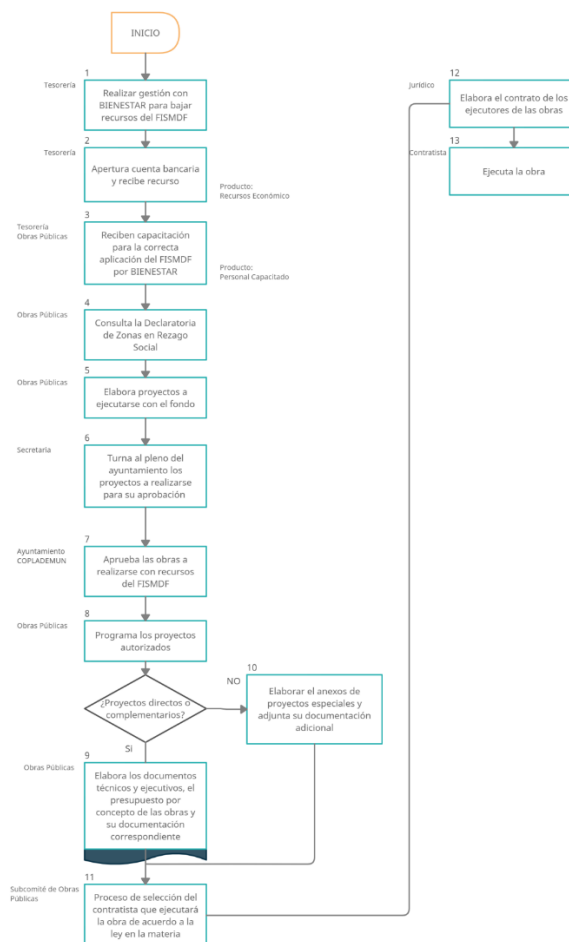 INICIO
1
Tesorería
Realizar gestión con
BIENESTAR para bajar
recursos del FISMDF
2
Tesorería
Apertura cuenta bancaria
y recibe recurso
Producto:
Recursos Económico
3
Tesorería
Obras Públicas
Reciben capacitación
para la correcta
aplicación del FISMDF
por BIENESTAR
Producto:
Personal Capacitado
4
Obras Públicas
Consulta la Declaratoria
de Zonas en Rezago
Social
5
Obras Públicas
Elabora proyectos a
ejecutarse con el fondo
6
Secretaría
Turna al pleno del
ayuntamiento los
proyectos a realizarse
para su aprobación
7
Ayuntamiento
COPLADEMUN
Aprueba las obras a
realizarse con recursos
del FISMDF
8
Obras Públicas
Programa los proyectos
autorizados
¿Proyectos directos o
complementarios?
NO
10
Elaborar el anexos de
proyectos especiales y
adjunta su documentación
adicional
Si
9
Obras Públicas
Elabora los documentos
técnicos y ejecutivos, el
presupuesto por
concepto de las obras y
su documentación
correspondiente
11
Subcomité de Obras
Públicas
Proceso de selección del
contratista que ejecutará
la obra de acuerdo a la
ley en la materia
12
Jurídico
Elabora el contrato de los
ejecutores de las obras
13
Contratista
Ejecuta la obra